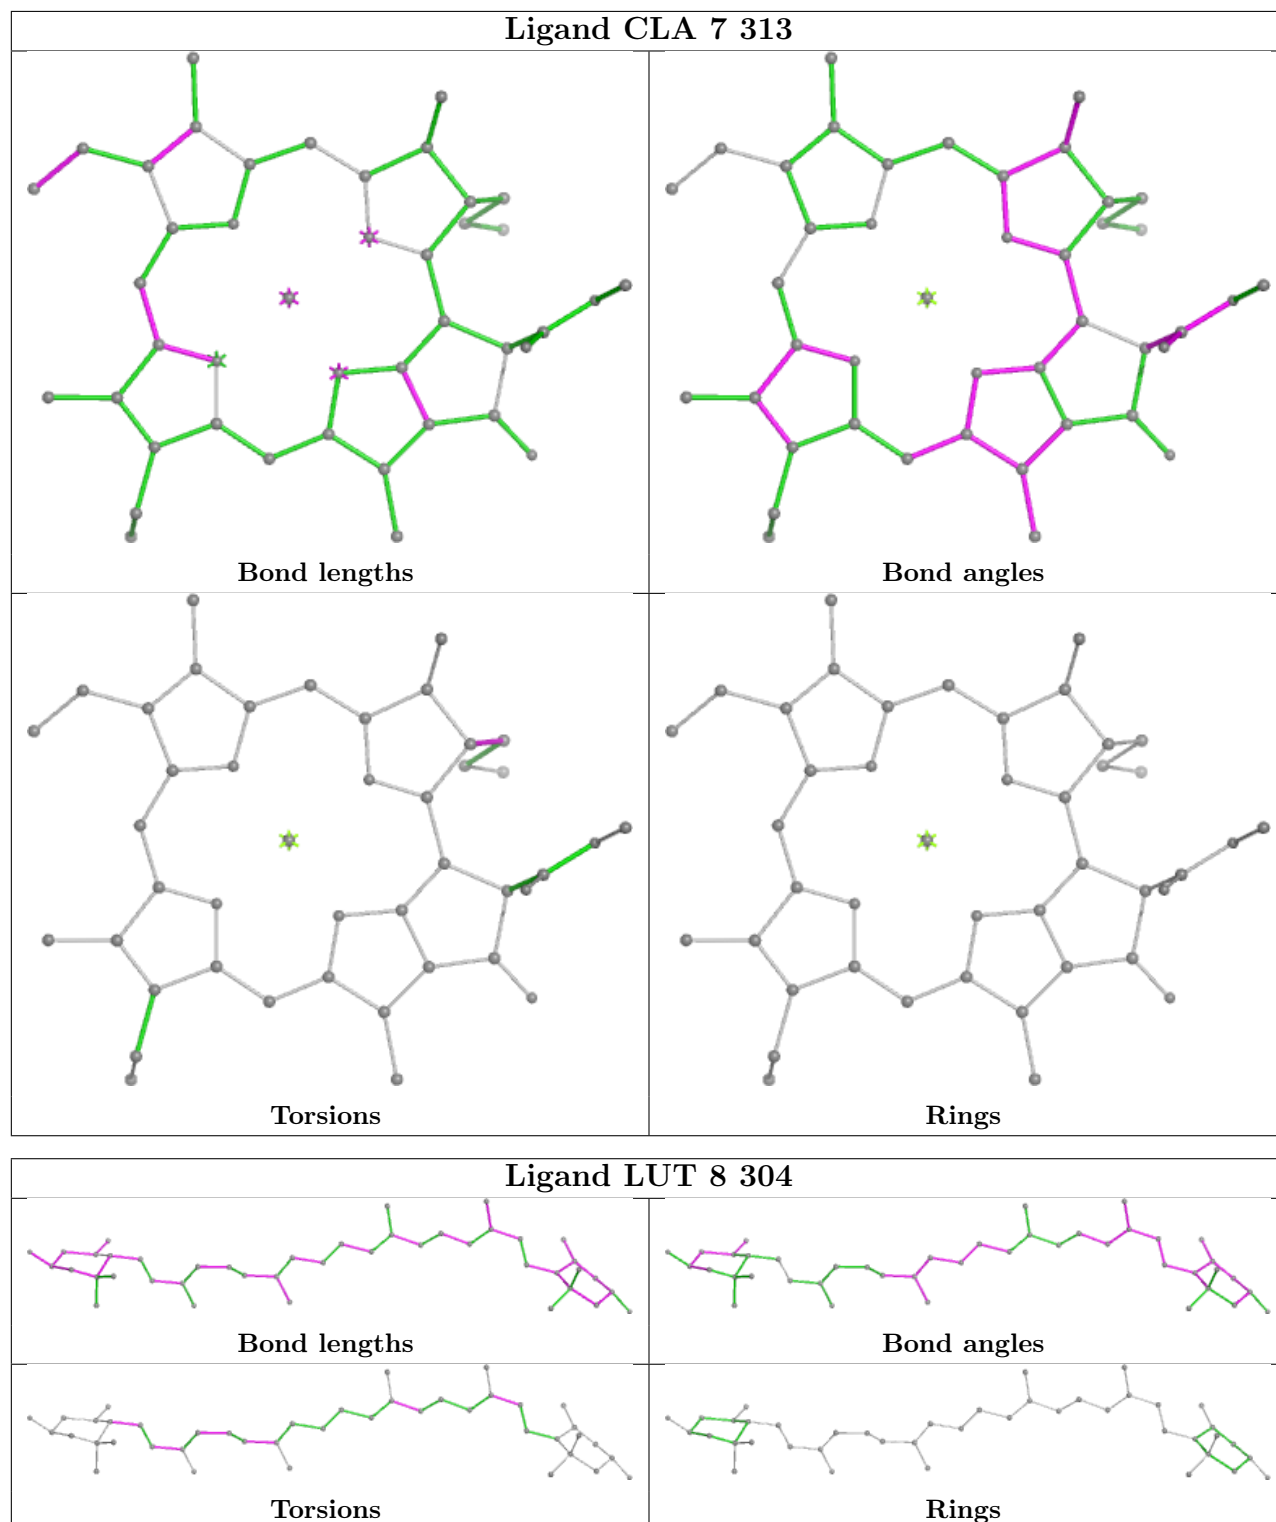 Ligand CLA 7 313
Bond lengths
Bond angles
Torsions
Rings
Ligand LUT 8 304
Bond lengths
Bond angles
Torsions
Rings